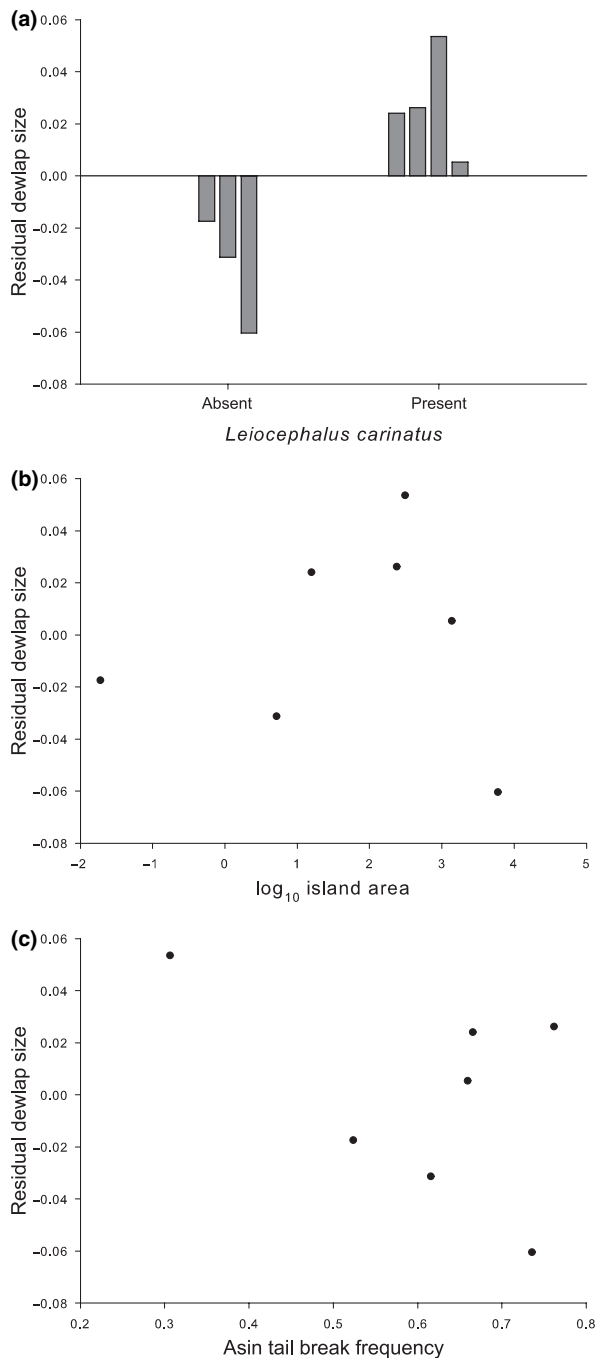 (a)
0.06
0.04
0.02
0.00
−0.02
−0.04
−0.06
−0.08
Residual dewlap size
Absent Present
Leiocephalus carinatus
(b)
0.06
0.04
0.02
0.00
−0.02
−0.04
−0.06
−0.08
Residual dewlap size
−2 −1 0 1 2 3 4 5
log10 island area
(c)
0.06
0.04
0.02
0.00
−0.02
−0.04
−0.06
−0.08
Residual dewlap size
0.2 0.3 0.4 0.5 0.6 0.7 0.8
Asin tail break frequency